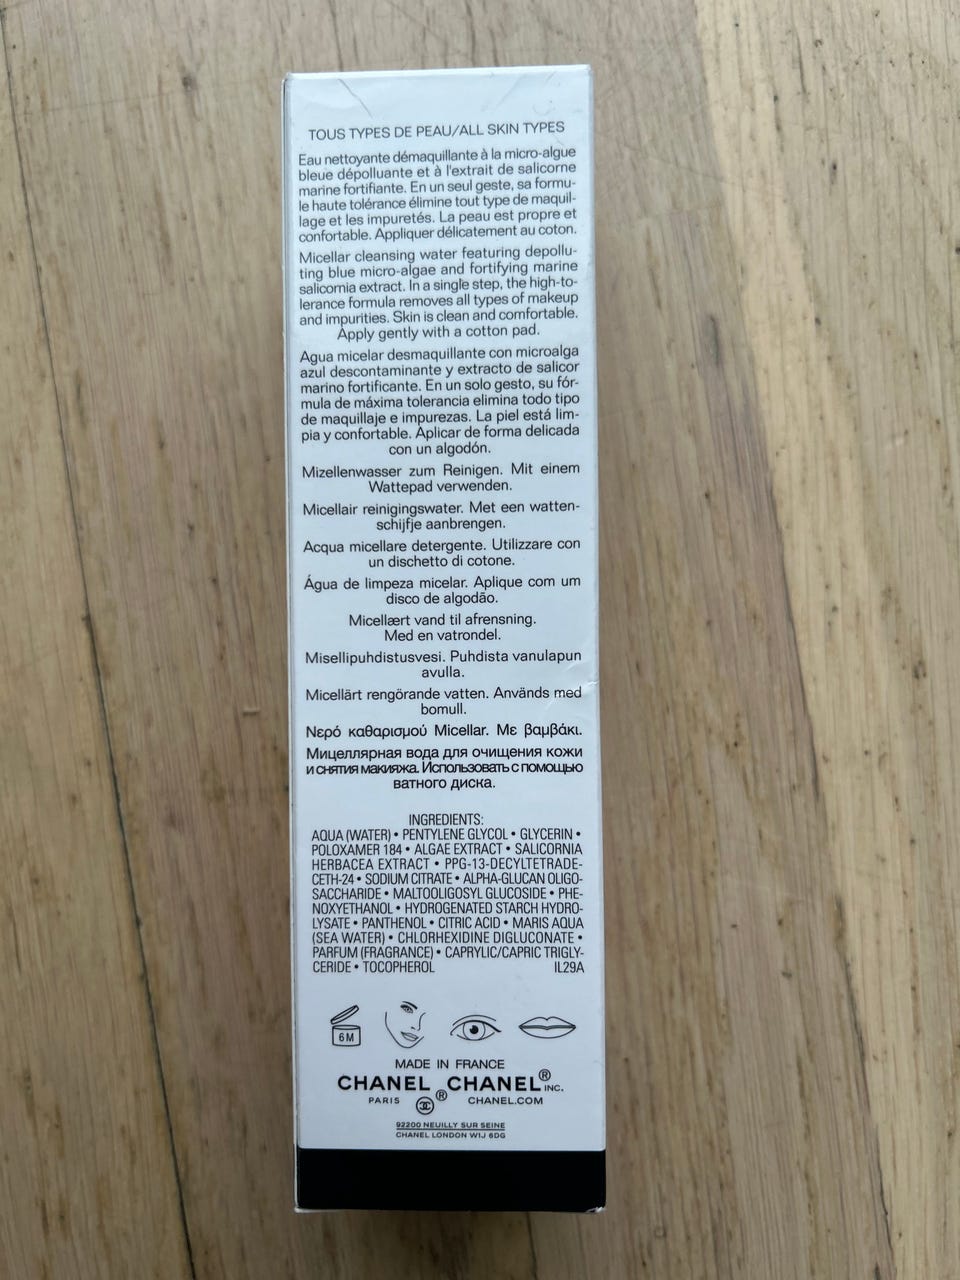 TOUS TYPES DE PEAU/ALL SKIN TYPES
Eau nettoyante démaquillante à la micro-algue
bleue dépolluante et à l'extrait de salicorne
marine fortifiante. En un seul geste, sa formu-
le haute tolérance élimine tout type de maquil-
lage et les impuretés. La peau est propre et
confortable. Appliquer délicatement au coton.
Micellar cleansing water featuring depollu-
ting blue micro-algae and fortifying marine
salicornia extract. In a single step, the high-to-
lerance formula removes all types of makeup
and impurities. Skin is clean and comfortable.
Apply gently with a cotton pad.
Agua micelar desmaquillante con microalga
azul descontaminante y extracto de salicor
marino fortificante. En un solo gesto, su fór-
mula de máxima tolerancia elimina todo tipo
de maquillaje e impurezas. La piel está lim-
pia y confortable. Aplicar de forma delicada
con un algodón.
Mizellenwasser zum Reinigen. Mit einem
Wattepad verwenden.
Micellair reinigingswater. Met een watten-
schijfje aanbrengen.
Acqua micellare detergente. Utilizzare con
un dischetto di cotone.
Água de limpeza micelar. Aplique com um
disco de algodão.
Micellært vand til afrensning.
Med en vatrondel.
Misellipuhdistusvesi. Puhdista vanulapun
avulla.
Micellärt rengörande vatten. Används med
bomull.
Νερό καθαρισμού Micellar. Με βαμβάκι.
Мицеллярная вода для очищения кожи
и снятия макияжа. Использовать с помощью
ватного диска.
INGREDIENTS:
AQUA (WATER) • PENTYLENE GLYCOL • GLYCERIN •
POLOXAMER 184 • ALGAE EXTRACT • SALICORNIA
HERBACEA EXTRACT • PPG-13-DECYLTETRADE-
CETH-24 • SODIUM CITRATE • ALPHA-GLUCAN OLIGO-
SACCHARIDE • MALTOOLIGOSYL GLUCOSIDE • PHE-
NOXYETHANOL • HYDROGENATED STARCH HYDRO-
LYSATE • PANTHENOL • CITRIC ACID • MARIS AQUA
(SEA WATER) • CHLORHEXIDINE DIGLUCONATE •
PARFUM (FRAGRANCE) • CAPRYLIC/CAPRIC TRIGLY-
CERIDE • TOCOPHEROL IL29A
6M
MADE IN FRANCE
CHANEL CHANEL® INC.
PARIS ® CHANEL.COM
92200 NEUILLY SUR SEINE
CHANEL LONDON W1J 6DG